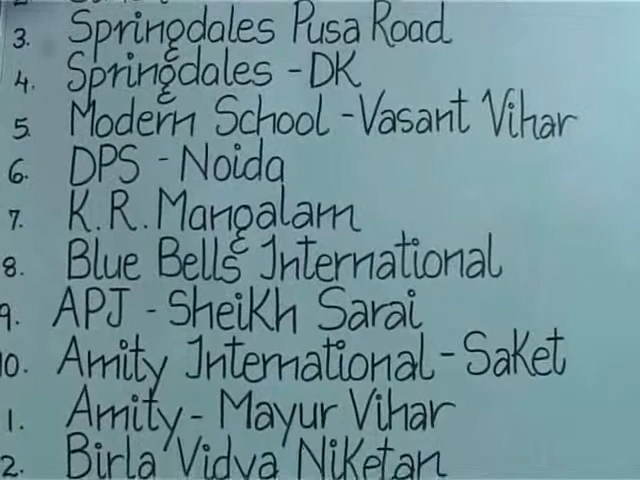 3. Springdales Pusa Road
4. Springdales - DK
5. Modern School - Vasant Vihar
6. DPS - Noida
7. K.R. Mangalam
8. Blue Bells International
9. APJ - Sheikh Sarai
10. Amity International - Saket
1. Amity - Mayur Vihar
2. Birla Vidya Niketan